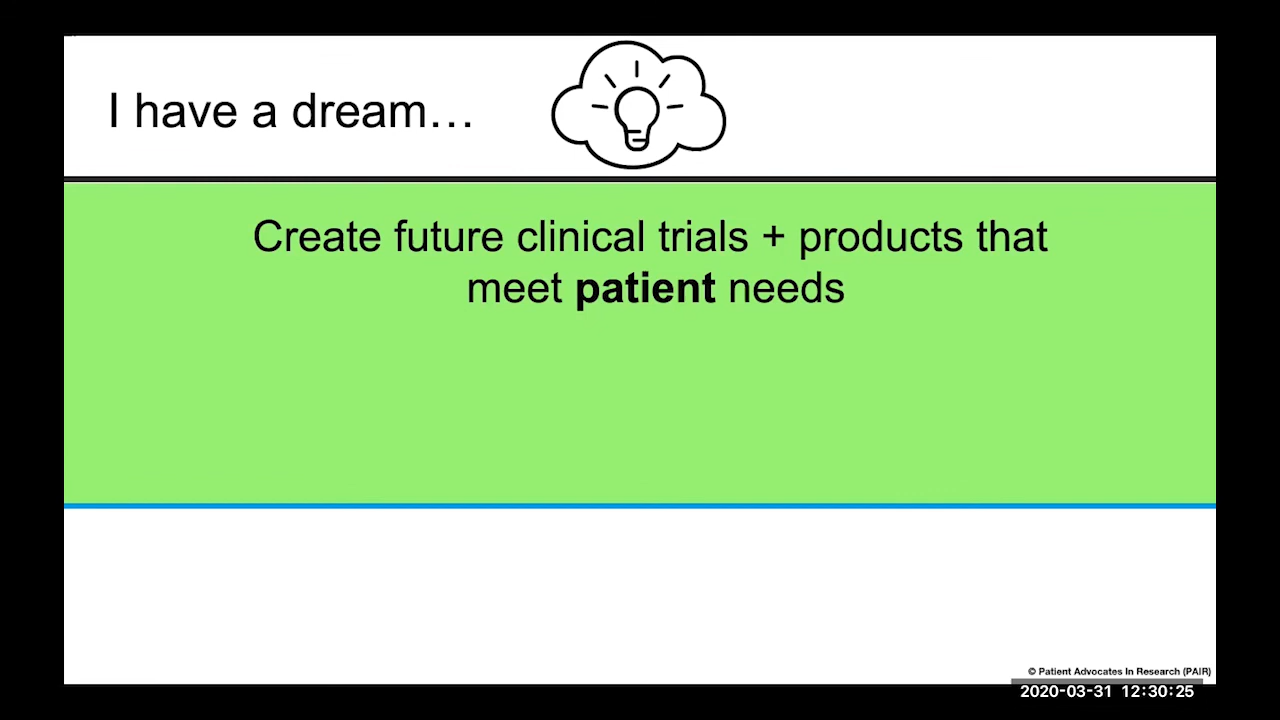 I have a dream…
Create future clinical trials + products that
meet patient needs
© Patient Advocates In Research (PAIR)
2020-03-31 12:30:25